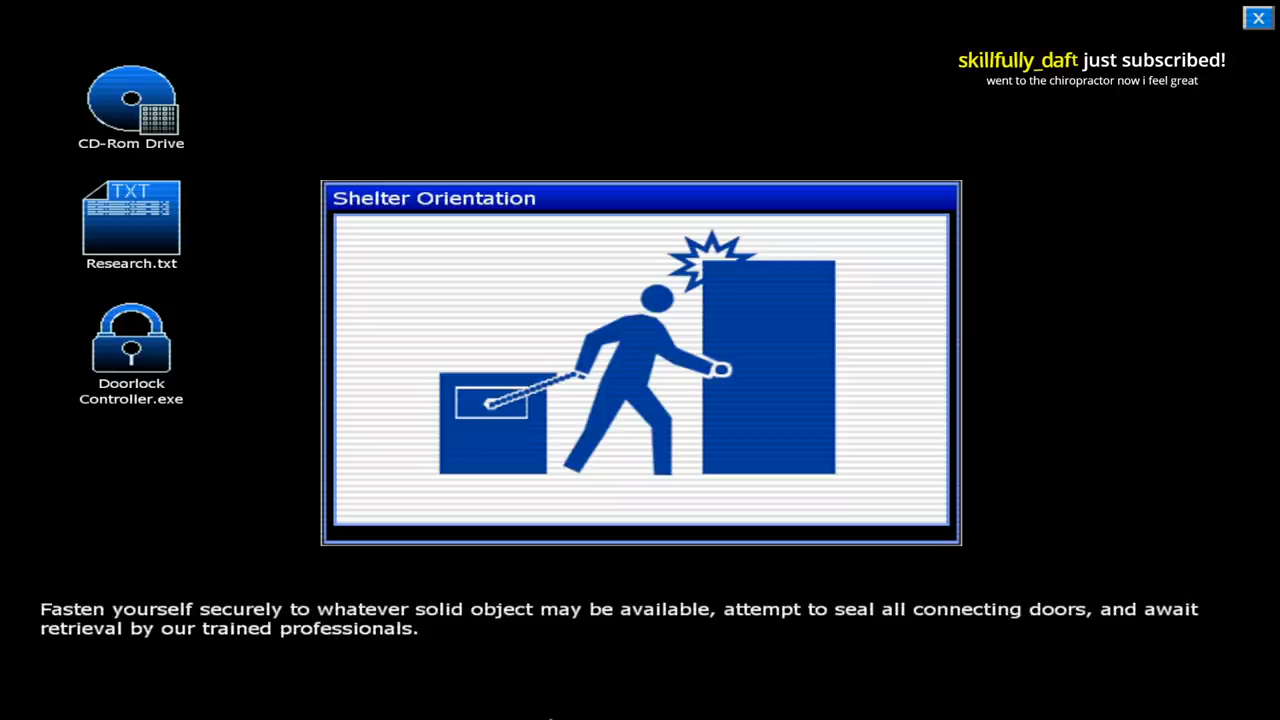 X
skillfully_daft just subscribed!
went to the chiropractor now i feel great
CD-Rom Drive
TXT
Research.txt
Doorlock
Controller.exe
Shelter Orientation
Fasten yourself securely to whatever solid object may be available, attempt to seal all connecting doors, and await
retrieval by our trained professionals.